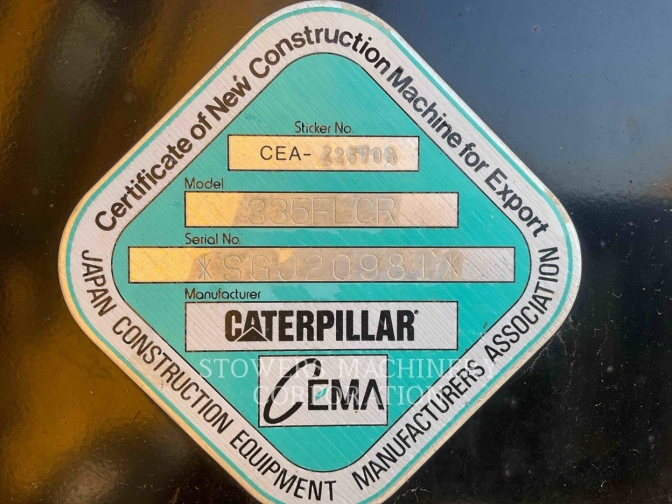 Certificate of New Construction Machine for Export
Sticker No.
CEA-
Model
335FLCR
Serial No.
*SGJ20981*
Manufacturer
CATERPILLAR
STOWERS MACHINERY
CORPORATION
CEMA
JAPAN CONSTRUCTION EQUIPMENT MANUFACTURERS ASSOCIATION